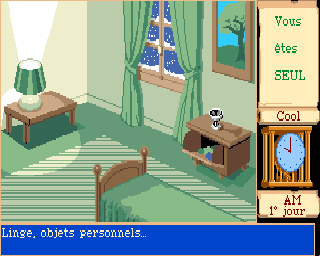 Vous
êtes
SEUL
Cool
AM
1° jour
Linge, objets personnels…